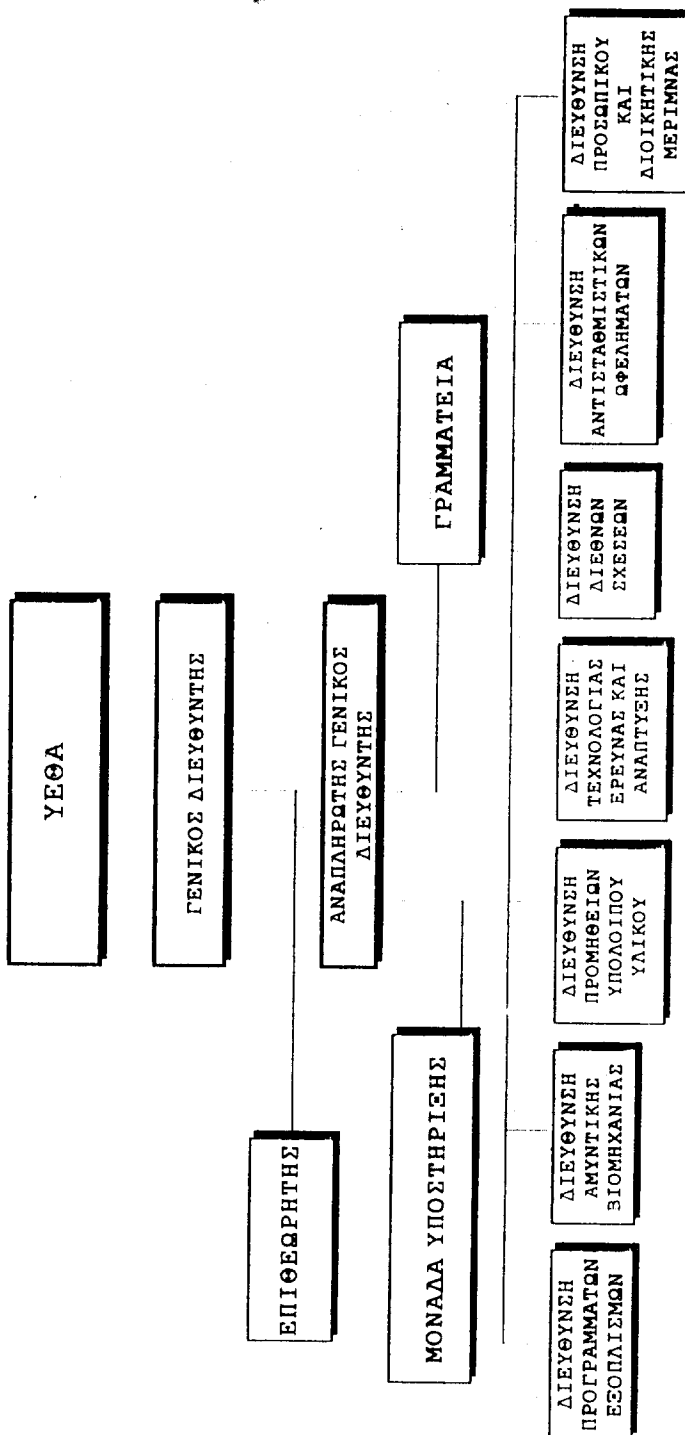 ΥΕΘΑ
ΓΕΝΙΚΟΣ ΔΙΕΥΘΥΝΤΗΣ
ΕΠΙΘΕΩΡΗΤΗΣ
ΑΝΑΠΛΗΡΩΤΗΣ ΓΕΝΙΚΟΣ
ΔΙΕΥΘΥΝΤΗΣ
ΜΟΝΑΔΑ ΥΠΟΣΤΗΡΙΞΗΣ
ΓΡΑΜΜΑΤΕΙΑ
ΔΙΕΥΘΥΝΣΗ
ΠΡΟΓΡΑΜΜΑΤΩΝ
ΕΞΟΠΛΙΣΜΩΝ
ΔΙΕΥΘΥΝΣΗ
ΑΜΥΝΤΙΚΗΣ
ΒΙΟΜΗΧΑΝΙΑΣ
ΔΙΕΥΘΥΝΣΗ
ΠΡΟΜΗΘΕΙΩΝ
ΥΠΟΛΟΙΠΟΥ
ΥΛΙΚΟΥ
ΔΙΕΥΘΥΝΣΗ
ΤΕΧΝΟΛΟΓΙΑΣ
ΕΡΕΥΝΑΣ ΚΑΙ
ΑΝΑΠΤΥΞΗΣ
ΔΙΕΥΘΥΝΣΗ
ΔΙΕΘΝΩΝ
ΣΧΕΣΕΩΝ
ΔΙΕΥΘΥΝΣΗ
ΑΝΤΙΣΤΑΘΜΙΣΤΙΚΩΝ
ΩΦΕΛΗΜΑΤΩΝ
ΔΙΕΥΘΥΝΣΗ
ΠΡΟΣΩΠΙΚΟΥ
ΚΑΙ
ΔΙΟΙΚΗΤΙΚΗΣ
ΜΕΡΙΜΝΑΣ